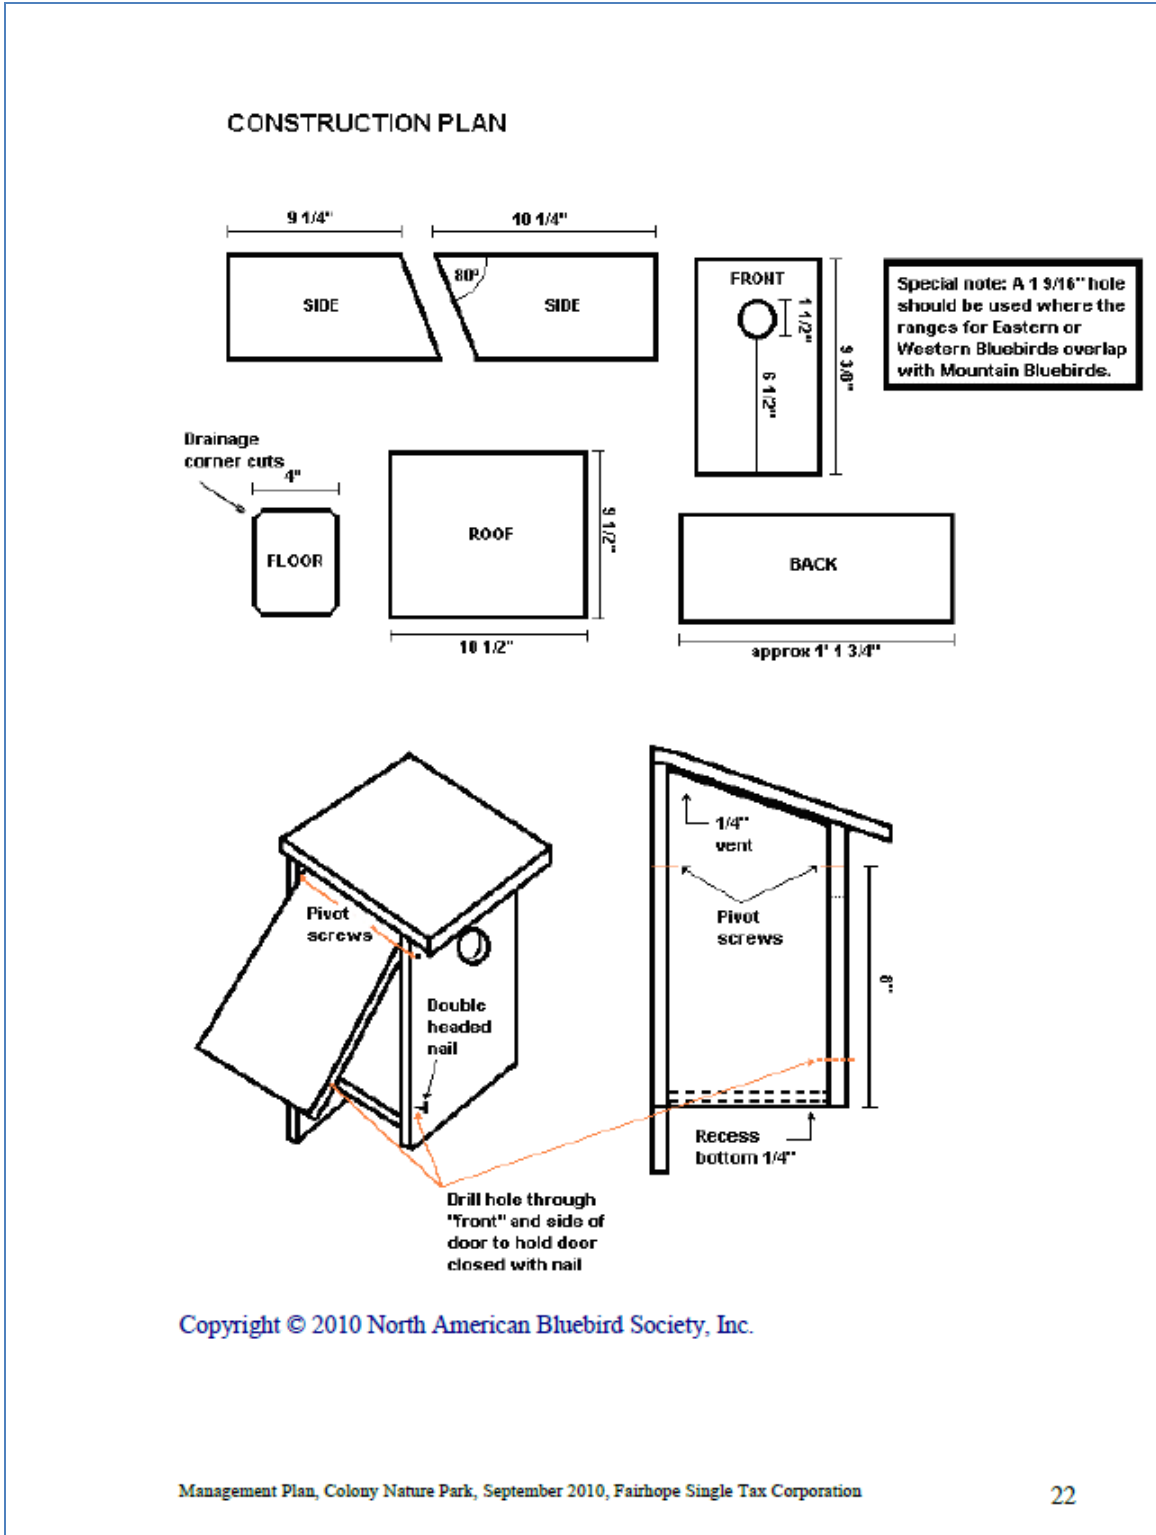 CONSTRUCTION PLAN
9 1/4"
10 1/4"
SIDE
80º
SIDE
FRONT
1 1/2"
6 1/2"
9 3/8"
Special note: A 1 9/16" hole
should be used where the
ranges for Eastern or
Western Bluebirds overlap
with Mountain Bluebirds.
Drainage
corner cuts
4"
FLOOR
ROOF
9 1/2"
10 1/2"
BACK
approx 1' 1 3/4"
Pivot
screws
Double
headed
nail
1/4"
vent
Pivot
screws
8"
Recess
bottom 1/4"
Drill hole through
"front" and side of
door to hold door
closed with nail
Copyright © 2010 North American Bluebird Society, Inc.
Management Plan, Colony Nature Park, September 2010, Fairhope Single Tax Corporation
22